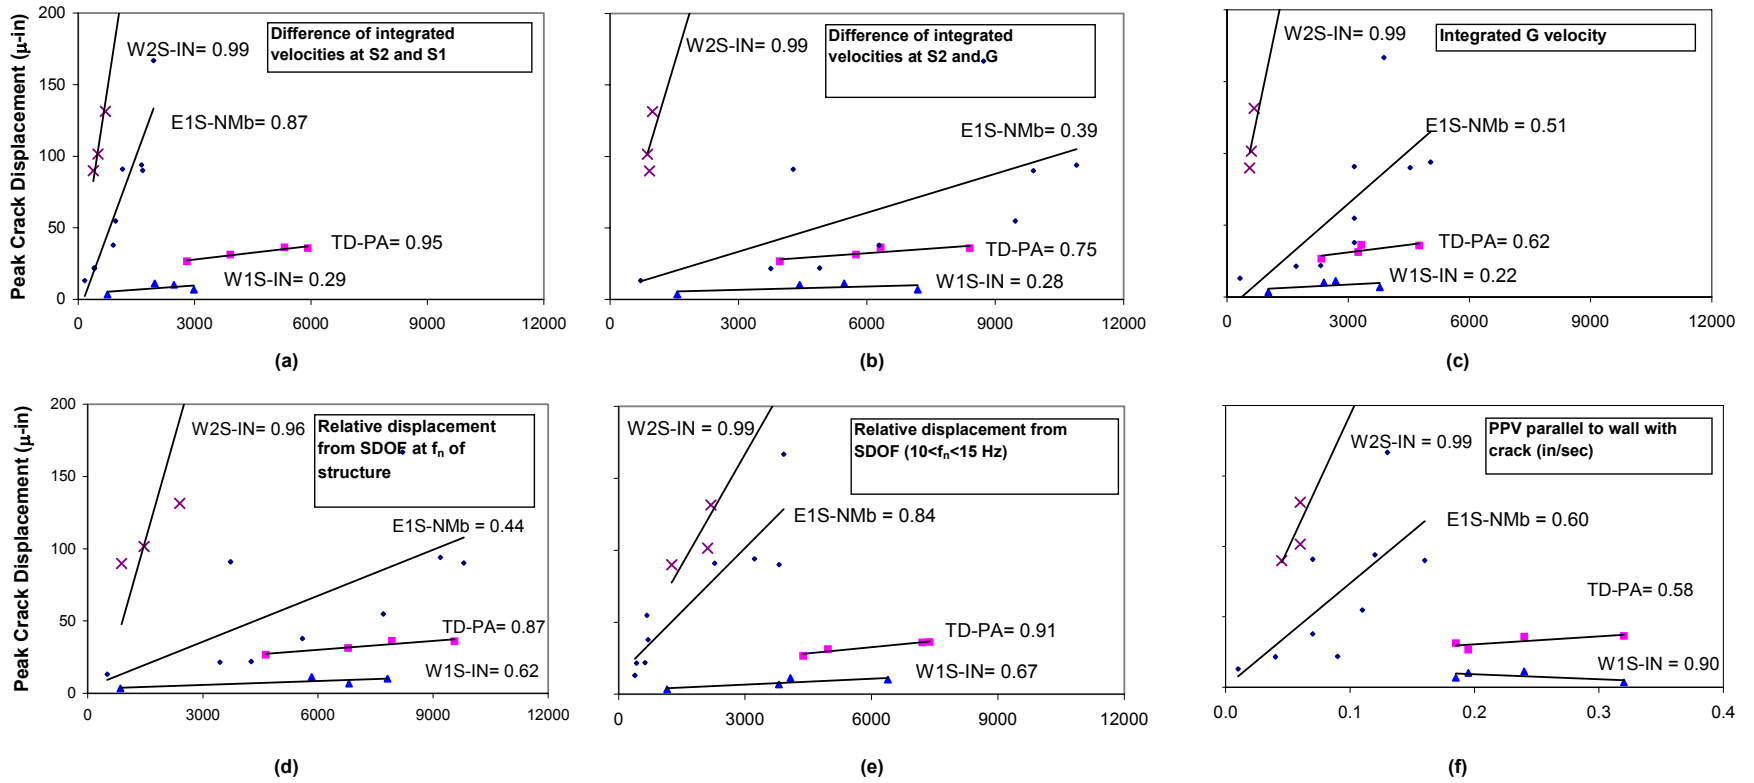 Peak Crack Displacement (μ-in)
200
150
100
50
0
0
3000
6000
9000
12000
W2S-IN= 0.99
Difference of integrated
velocities at S2 and S1
E1S-NMb= 0.87
TD-PA= 0.95
W1S-IN= 0.29
(a)
W2S-IN= 0.99
Difference of integrated
velocities at S2 and G
E1S-NMb= 0.39
TD-PA= 0.75
W1S-IN = 0.28
0
3000
6000
9000
12000
(b)
W2S-IN= 0.99
Integrated G velocity
E1S-NMb = 0.51
TD-PA = 0.62
W1S-IN = 0.22
0
3000
6000
9000
12000
(c)
Peak Crack Displacement (μ-in)
200
150
100
50
0
0
3000
6000
9000
12000
W2S-IN= 0.96
Relative displacement
from SDOF at fn of
structure
E1S-NMb = 0.44
TD-PA= 0.87
W1S-IN= 0.62
(d)
W2S-IN = 0.99
Relative displacement from
SDOF (10<fn<15 Hz)
E1S-NMb = 0.84
TD-PA= 0.91
W1S-IN= 0.67
0
3000
6000
9000
12000
(e)
W2S-IN = 0.99
PPV parallel to wall with
crack (in/sec)
E1S-NMb = 0.60
TD-PA= 0.58
W1S-IN = 0.90
0.0
0.1
0.2
0.3
0.4
(f)